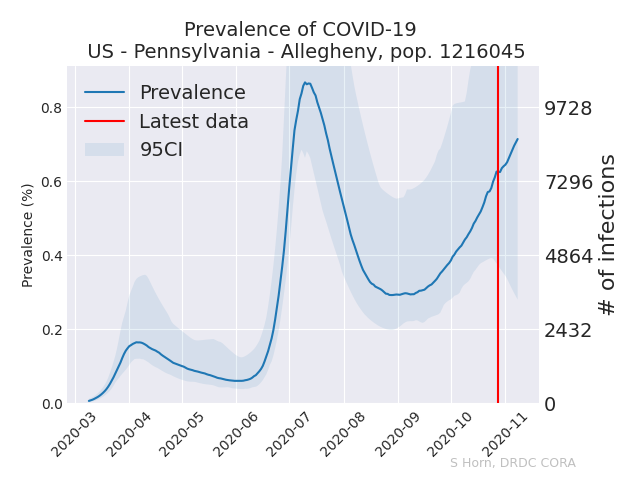 Prevalence of COVID-19
US - Pennsylvania - Allegheny, pop. 1216045
Prevalence
Latest data
95CI
Prevalence (%)
0.8
0.6
0.4
0.2
0.0
9728
7296
4864
2432
0
# of infections
2020-03
2020-04
2020-05
2020-06
2020-07
2020-08
2020-09
2020-10
2020-11
S Horn, DRDC CORA